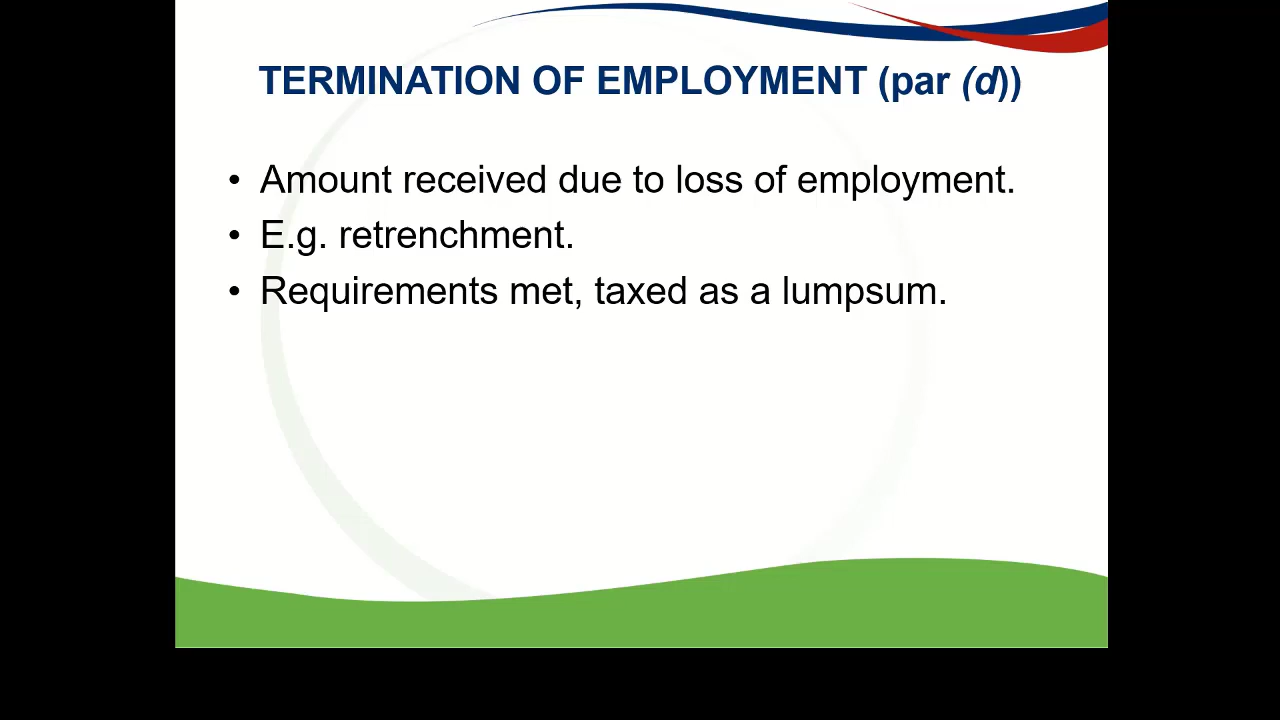 TERMINATION OF EMPLOYMENT (par (d))
• Amount received due to loss of employment.
• E.g. retrenchment.
• Requirements met, taxed as a lumpsum.